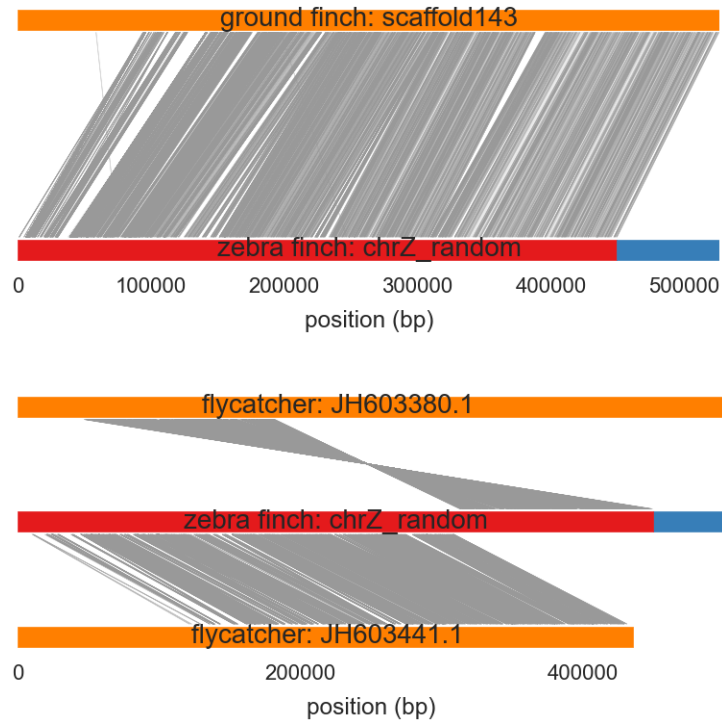 ground finch: scaffold143
zebra finch: chrZ_random
0 100000 200000 300000 400000 500000
position (bp)
flycatcher: JH603380.1
zebra finch: chrZ_random
flycatcher: JH603441.1
0 200000 400000
position (bp)